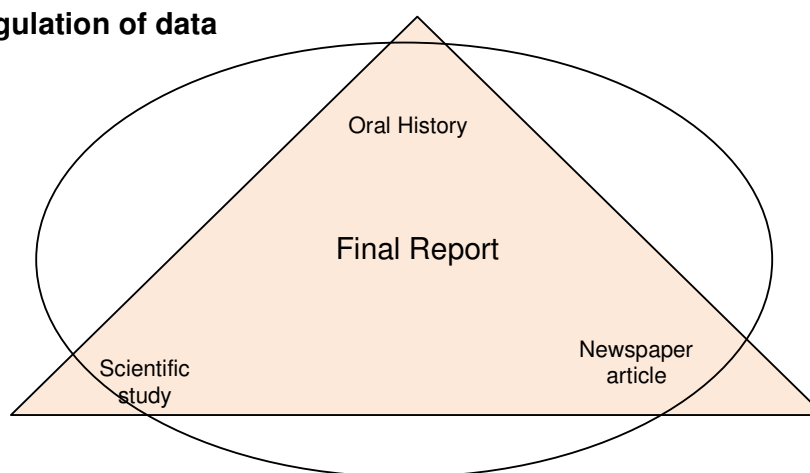 gulation of data
Oral History
Final Report
Newspaper
article
Scientific
study